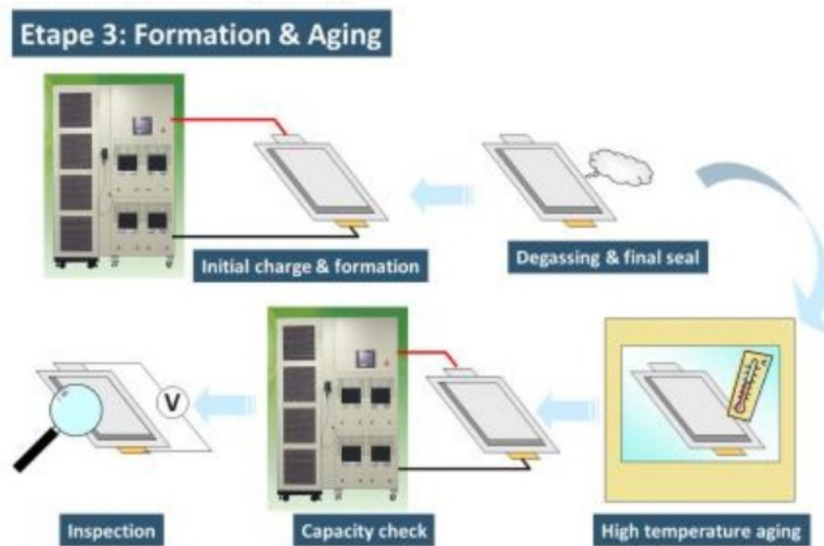 Etape 3: Formation & Aging
Initial charge & formation
Degassing & final seal
V
Inspection
Capacity check
High temperature aging